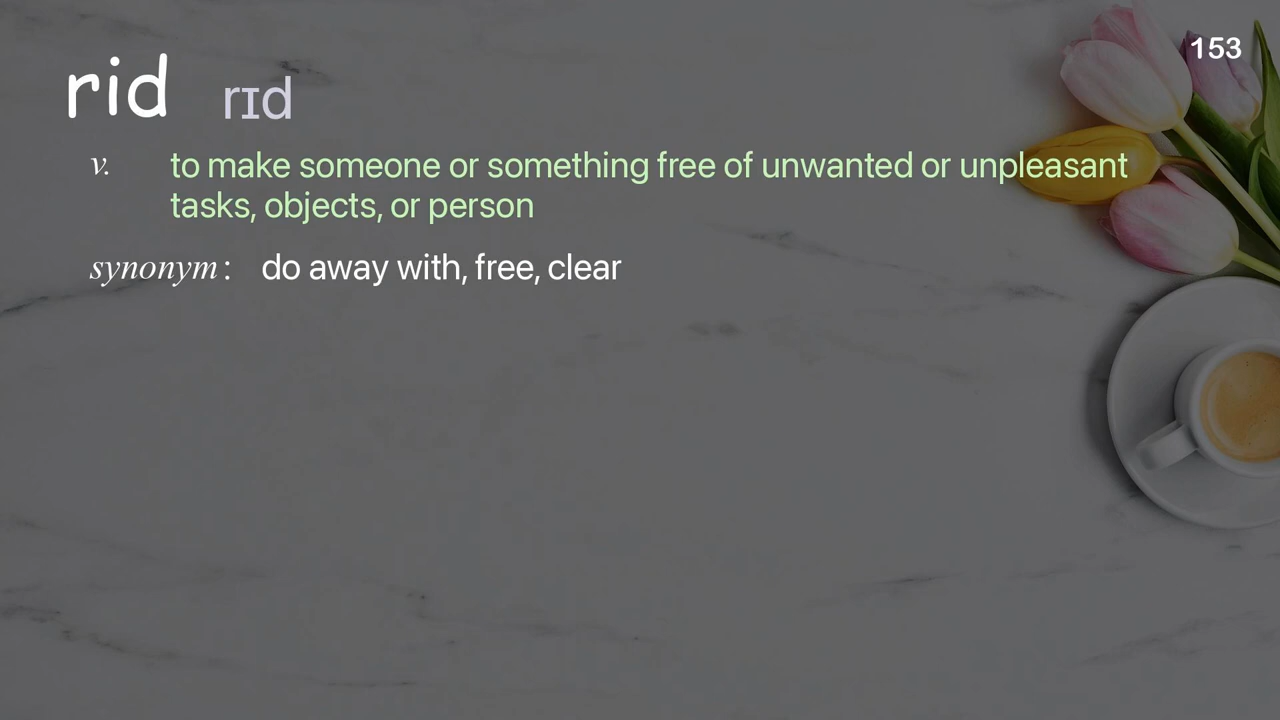 153
rid rɪd
v. to make someone or something free of unwanted or unpleasant
tasks, objects, or person
synonym: do away with, free, clear